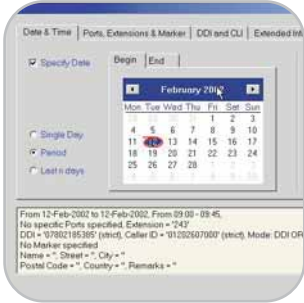 Date & Time Ports, Extensions & Marker DDI and CLI Extended Inf
Begin End
Specify Date
February 2002
Mon Tue Wed Thu Fri Sat Sun
1 2 3
4 5 6 7 8 9 10
11 12 13 14 15 16 17
18 19 20 21 22 23 24
25 26 27 28
Single Day
Period
Last n days
From 12-Feb-2002 to 12-Feb-2002, From 09:00 - 09:45,
No specific Ports specified, Extension = "243"
DDI = "07802185395" (strict), Caller ID = "01202607000" (strict), Mode: DDI OR
No Marker specified
Name = '', Street = '', City = ''
Postal Code = '', Country = '', Remarks = ''